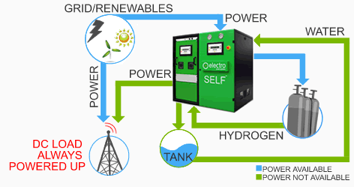 GRID/RENEWABLES
POWER
WATER
POWER
POWER
electro
SELF
HYDROGEN
DC LOAD
ALWAYS
POWERED UP
TANK
POWER AVAILABLE
POWER NOT AVAILABLE